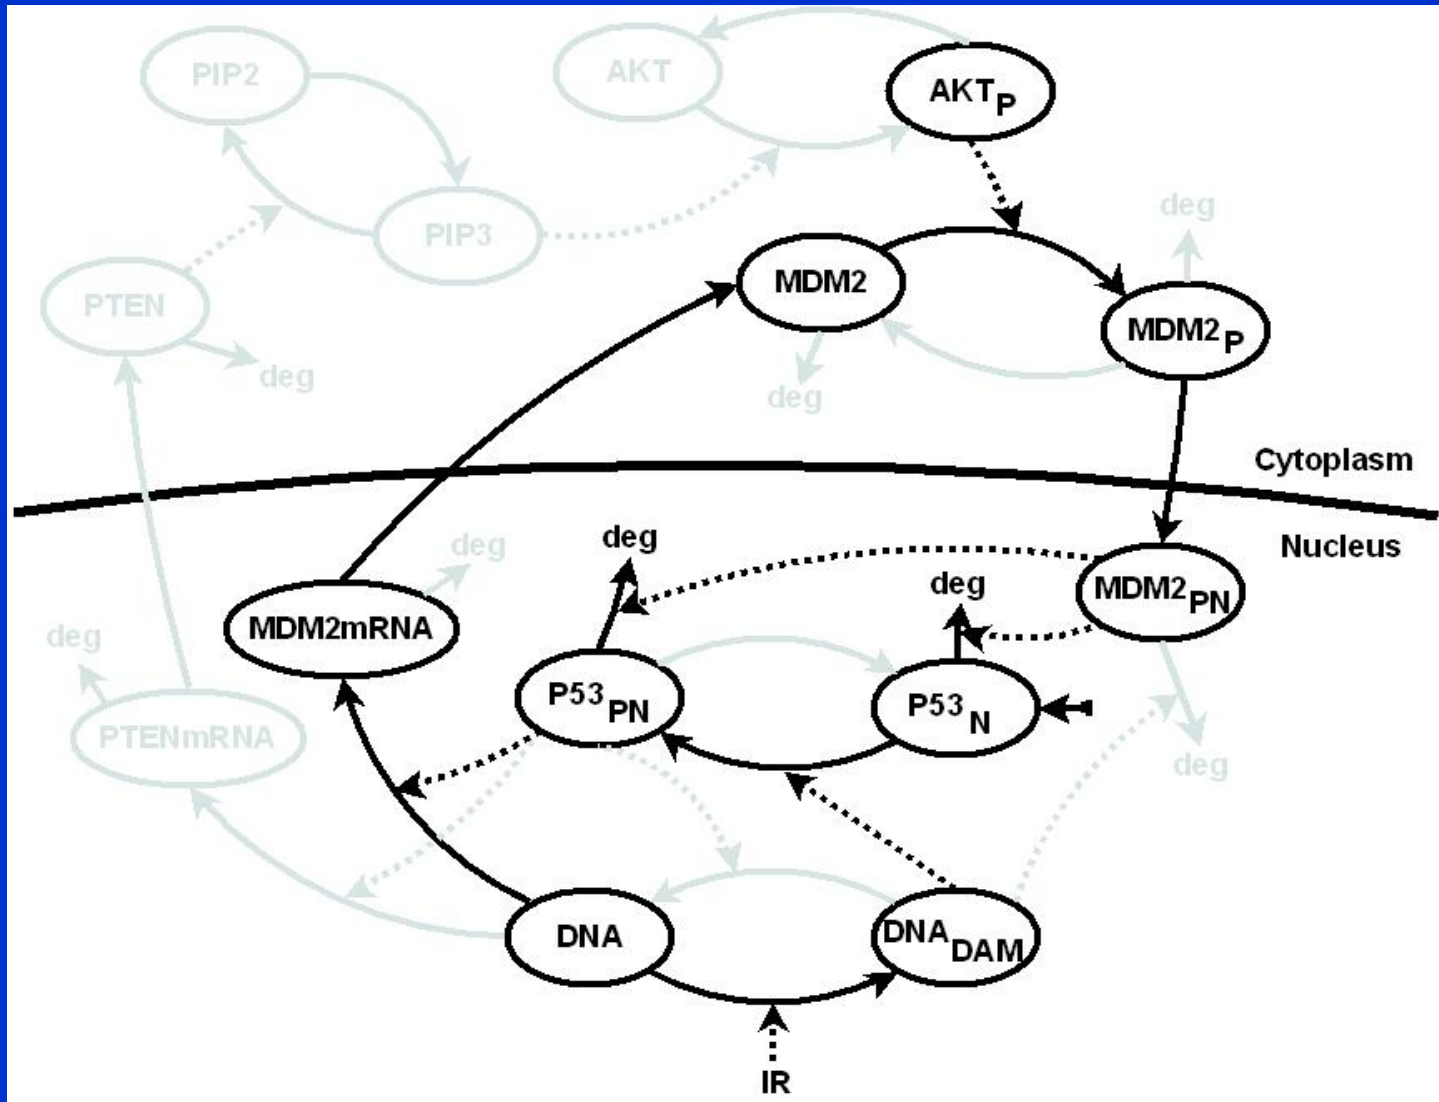 PIP2
AKT
AKTP
deg
PIP3
MDM2
PTEN
MDM2P
deg
deg
Cytoplasm
deg
Nucleus
deg
deg
MDM2PN
MDM2mRNA
deg
P53PN
P53N
PTENmRNA
deg
DNA
DNADAM
IR